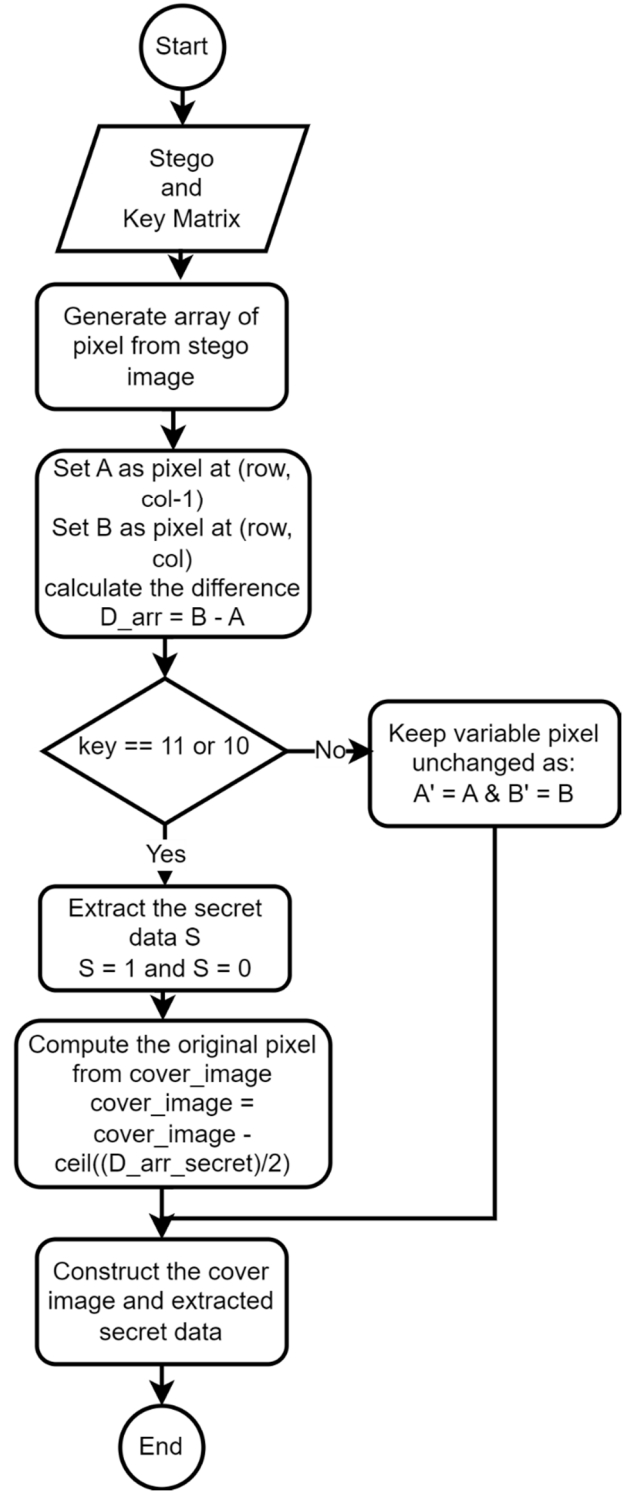 Start
Stego
and
Key Matrix
Generate array of
pixel from stego
image
Set A as pixel at (row,
col-1)
Set B as pixel at (row,
col)
calculate the difference
D_arr = B - A
key == 11 or 10
No
Keep variable pixel
unchanged as:
A' = A & B' = B
Yes
Extract the secret
data S
S = 1 and S = 0
Compute the original pixel
from cover_image
cover_image =
cover_image -
ceil((D_arr_secret)/2)
Construct the cover
image and extracted
secret data
End